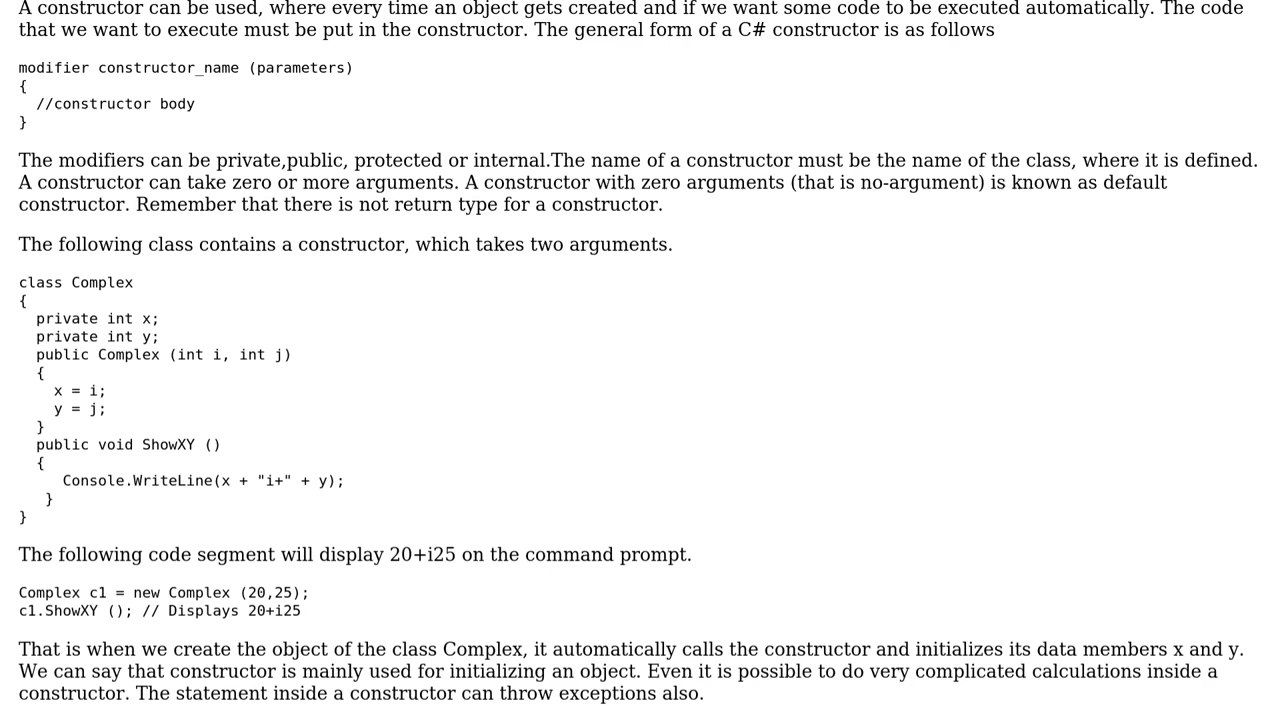 A constructor can be used, where every time an object gets created and if we want some code to be executed automatically. The code
that we want to execute must be put in the constructor. The general form of a C# constructor is as follows
modifier constructor_name (parameters)
{
//constructor body
}
The modifiers can be private,public, protected or internal.The name of a constructor must be the name of the class, where it is defined.
A constructor can take zero or more arguments. A constructor with zero arguments (that is no-argument) is known as default
constructor. Remember that there is not return type for a constructor.
The following class contains a constructor, which takes two arguments.
class Complex
{
private int x;
private int y;
public Complex (int i, int j)
{
x = i;
y = j;
}
public void ShowXY ()
{
Console.WriteLine(x + "i+" + y);
}
}
The following code segment will display 20+i25 on the command prompt.
Complex c1 = new Complex (20,25);
c1.ShowXY (); // Displays 20+i25
That is when we create the object of the class Complex, it automatically calls the constructor and initializes its data members x and y.
We can say that constructor is mainly used for initializing an object. Even it is possible to do very complicated calculations inside a
constructor. The statement inside a constructor can throw exceptions also.